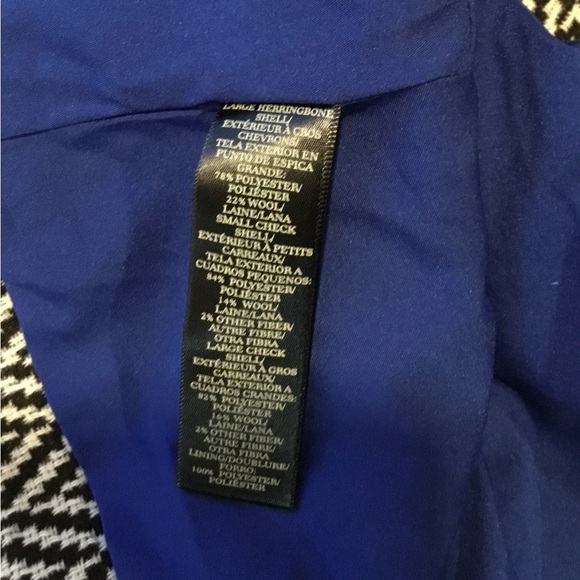 LARGE HERRINGBONE
SHELL/
EXTÉRIEUR À GROS
CHEVRONS/
TELA EXTERIOR EN
PUNTO DE ESPICA
GRANDE:
78% POLYESTER/
POLIÉSTER
22% WOOL/
LAINE/LANA
SMALL CHECK
SHELL/
EXTÉRIEUR À PETITS
CARREAUX/
TELA EXTERIOR A
CUADROS PEQUENOS:
84% POLYESTER/
POLIÉSTER
14% WOOL/
LAINE/LANA
2% OTHER FIBER/
AUTRE FIBRE/
OTRA FIBRA
LARGE CHECK
SHELL/
EXTÉRIEUR À GROS
CARREAUX/
TELA EXTERIOR A
CUADROS GRANDES:
82% POLYESTER/
POLIÉSTER
16% WOOL/
LAINE/LANA
2% OTHER FIBER/
AUTRE FIBRE/
OTRA FIBRA
LINING/DOUBLURE/
FORRO:
100% POLYESTER/
POLIÉSTER